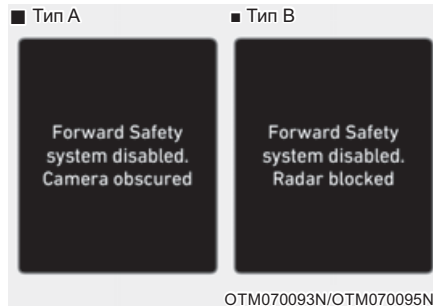 ■ Тип A
■ Тип B
Forward Safety
system disabled.
Camera obscured
Forward Safety
system disabled.
Radar blocked
OTM070093N/OTM070095N